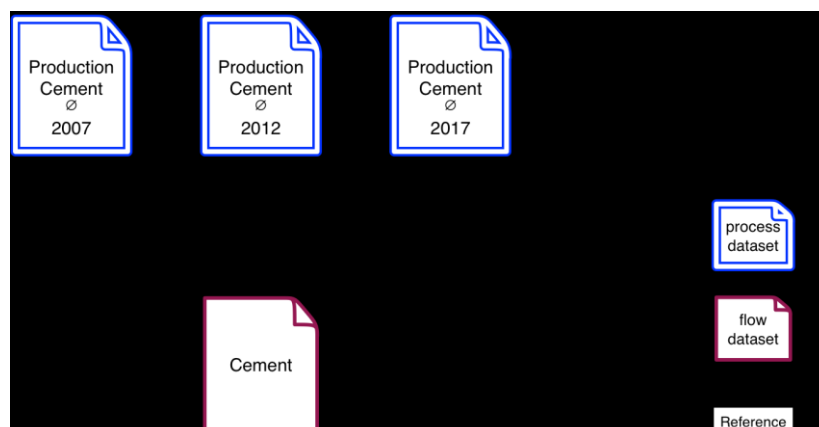 Production
Cement
∅
2007
Production
Cement
∅
2012
Production
Cement
∅
2017
process
dataset
flow
dataset
Cement
Reference